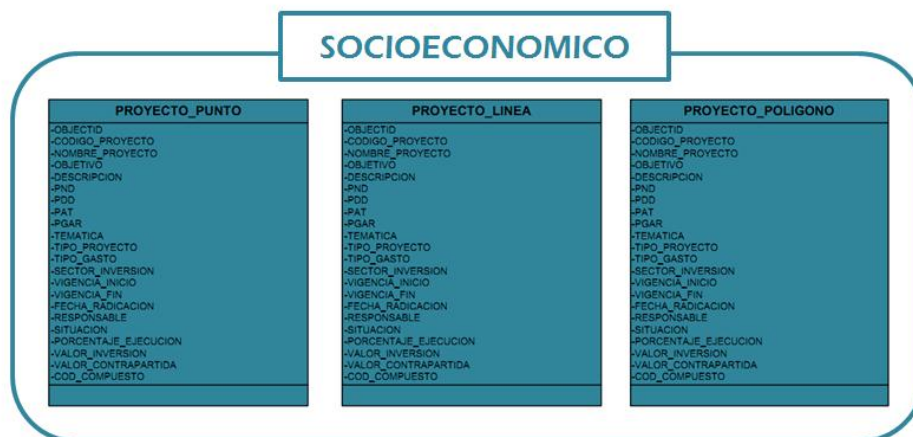 SOCIOECONOMICO
PROYECTO_PUNTO
-OBJECTID
-CODIGO_PROYECTO
-NOMBRE_PROYECTO
-OBJETIVO
-DESCRIPCION
-PND
-PDD
-PAT
-PGAR
-TEMATICA
-TIPO_PROYECTO
-TIPO_GASTO
-SECTOR_INVERSION
-VIGENCIA_INICIO
-VIGENCIA_FIN
-FECHA_RADICACION
-RESPONSABLE
-SITUACION
-PORCENTAJE_EJECUCION
-VALOR_INVERSION
-VALOR_CONTRAPARTIDA
-COD_COMPUESTO
PROYECTO_LINEA
-OBJECTID
-CODIGO_PROYECTO
-NOMBRE_PROYECTO
-OBJETIVO
-DESCRIPCION
-PND
-PDD
-PAT
-PGAR
-TEMATICA
-TIPO_PROYECTO
-TIPO_GASTO
-SECTOR_INVERSION
-VIGENCIA_INICIO
-VIGENCIA_FIN
-FECHA_RADICACION
-RESPONSABLE
-SITUACION
-PORCENTAJE_EJECUCION
-VALOR_INVERSION
-VALOR_CONTRAPARTIDA
-COD_COMPUESTO
PROYECTO_POLIGONO
-OBJECTID
-CODIGO_PROYECTO
-NOMBRE_PROYECTO
-OBJETIVO
-DESCRIPCION
-PND
-PDD
-PAT
-PGAR
-TEMATICA
-TIPO_PROYECTO
-TIPO_GASTO
-SECTOR_INVERSION
-VIGENCIA_INICIO
-VIGENCIA_FIN
-FECHA_RADICACION
-RESPONSABLE
-SITUACION
-PORCENTAJE_EJECUCION
-VALOR_INVERSION
-VALOR_CONTRAPARTIDA
-COD_COMPUESTO